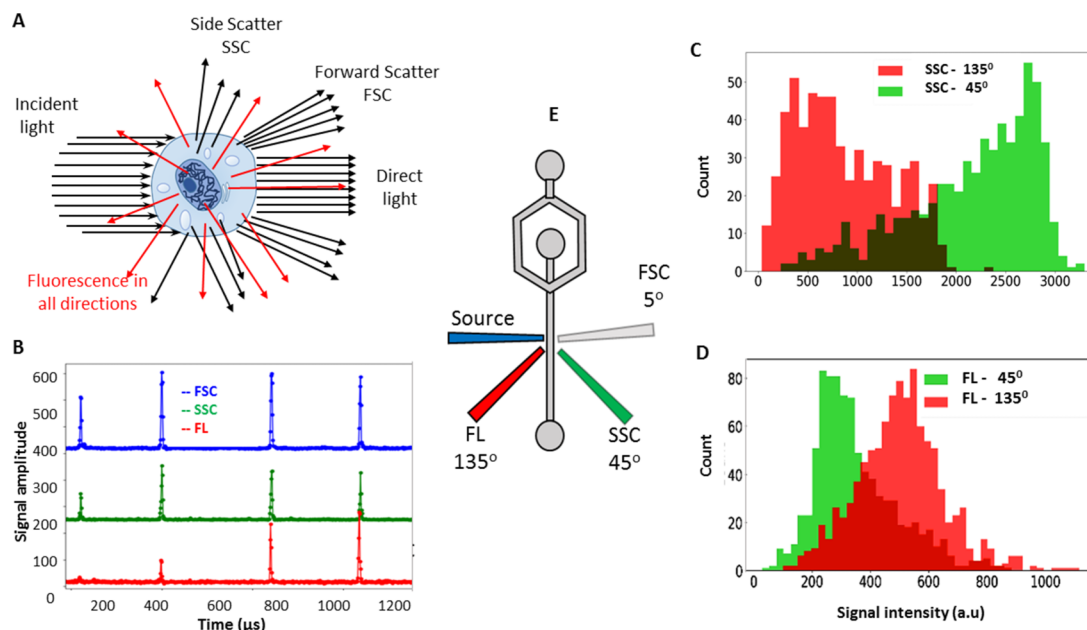 A
Side Scatter
SSC
Forward Scatter
FSC
Incident
light
Direct
light
Fluorescence in
all directions
B
600
500
400
300
200
100
0
-- FSC
-- SSC
-- FL
Signal amplitude
200
400
600
800
1000
1200
Time (µs)
E
Source
FSC
5⁰
FL
135⁰
SSC
45⁰
C
SSC - 135⁰
SSC - 45⁰
Count
50
40
30
20
10
0
0
500
1000
1500
2000
2500
3000
D
FL - 45⁰
FL - 135⁰
Count
80
60
40
20
0
0
200
400
600
800
1000
Signal intensity (a.u)